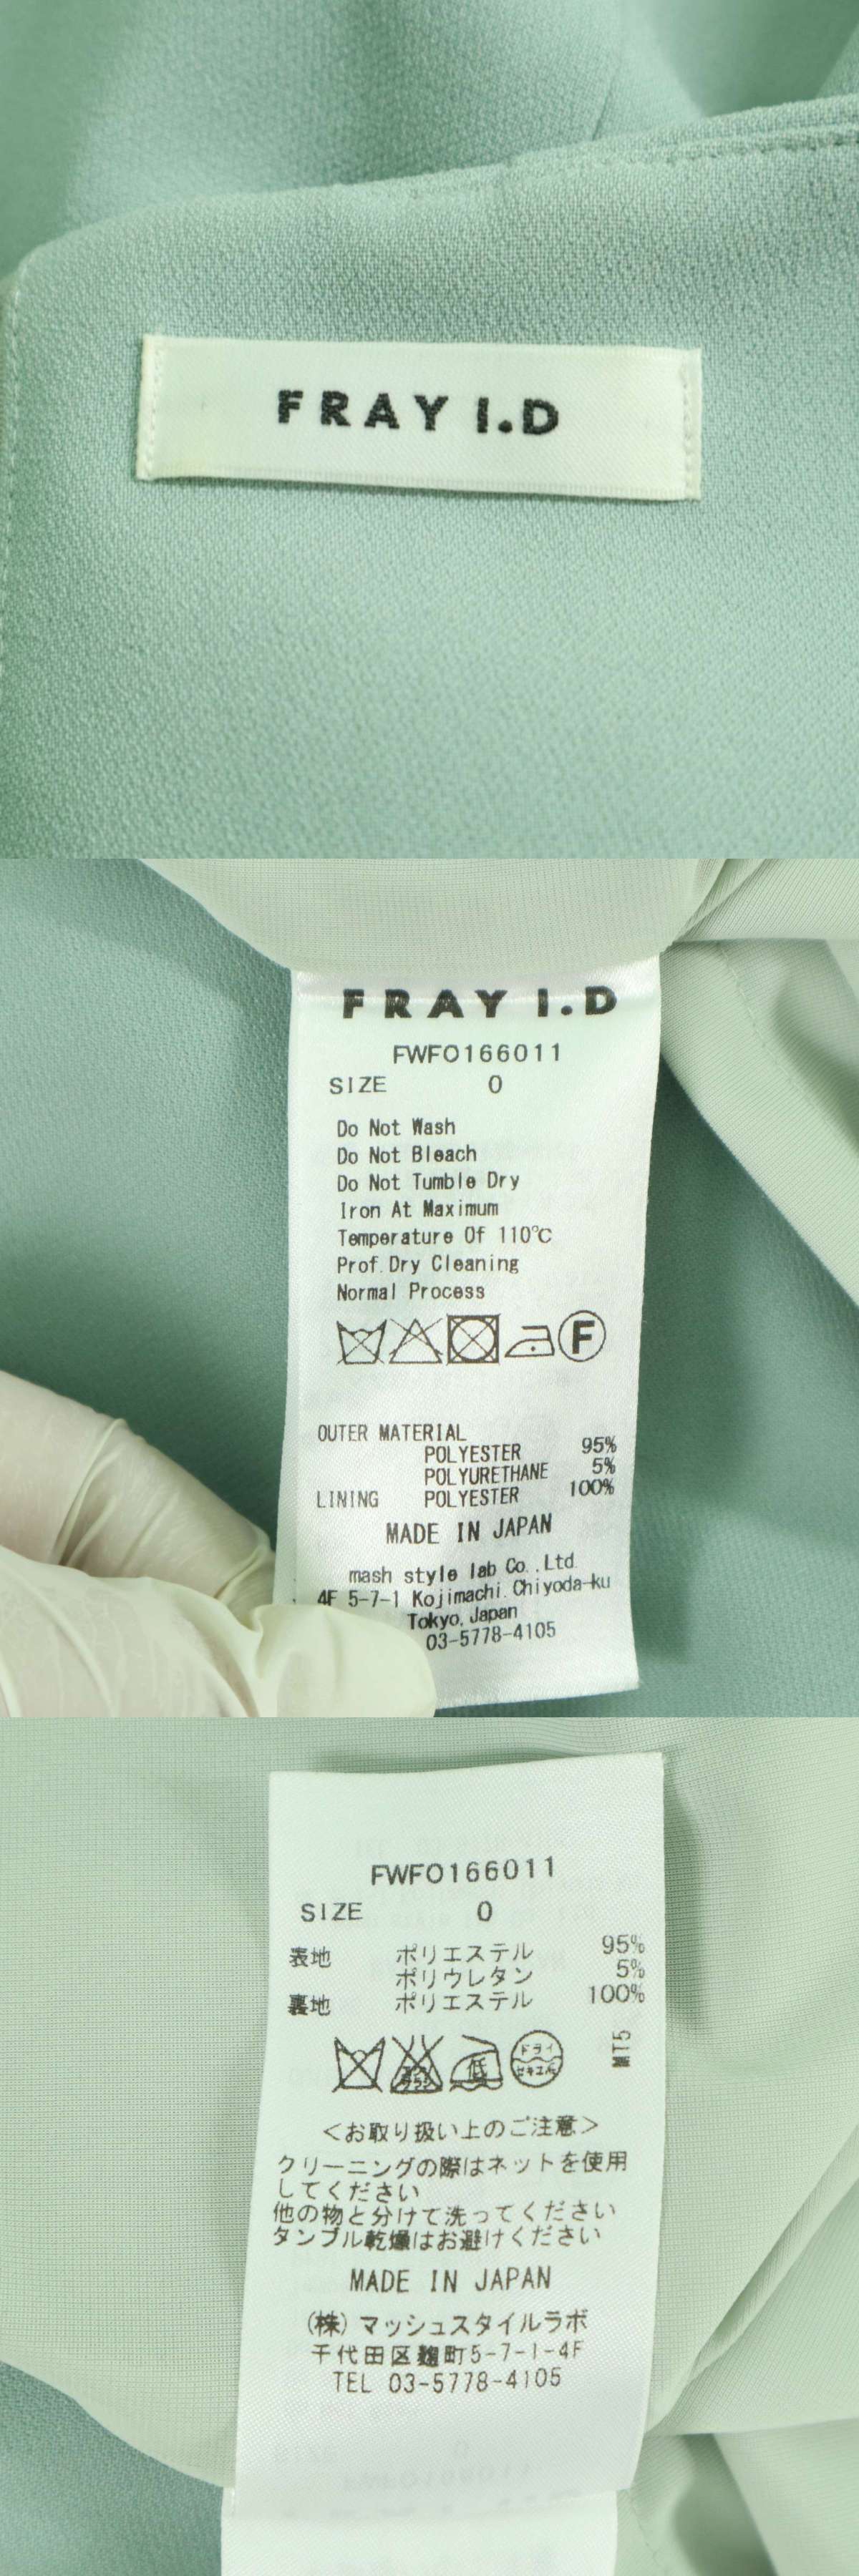 FRAY I.D
FRAY I.D
FWFO166011
SIZE 0
Do Not Wash
Do Not Bleach
Do Not Tumble Dry
Iron At Maximum
Temperature Of 110℃
Prof.Dry Cleaning
Normal Process
F
OUTER MATERIAL
POLYESTER 95%
POLYURETHANE 5%
LINING POLYESTER 100%
MADE IN JAPAN
mash style lab Co.,Ltd.
4F 5-7-1 Kojimachi.Chiyoda-ku
Tokyo,Japan
03-5778-4105
FWFO166011
SIZE 0
表地 ポリエステル 95%
ポリウレタン 5%
裏地 ポリエステル 100%
低 ドライ セキユ系
MT5
＜お取り扱い上のご注意＞
クリーニングの際はネットを使用
してください
他の物と分けて洗ってください
タンブル乾燥はお避けください
MADE IN JAPAN
(株)マッシュスタイルラボ
千代田区麹町5-7-1-4F
TEL 03-5778-4105